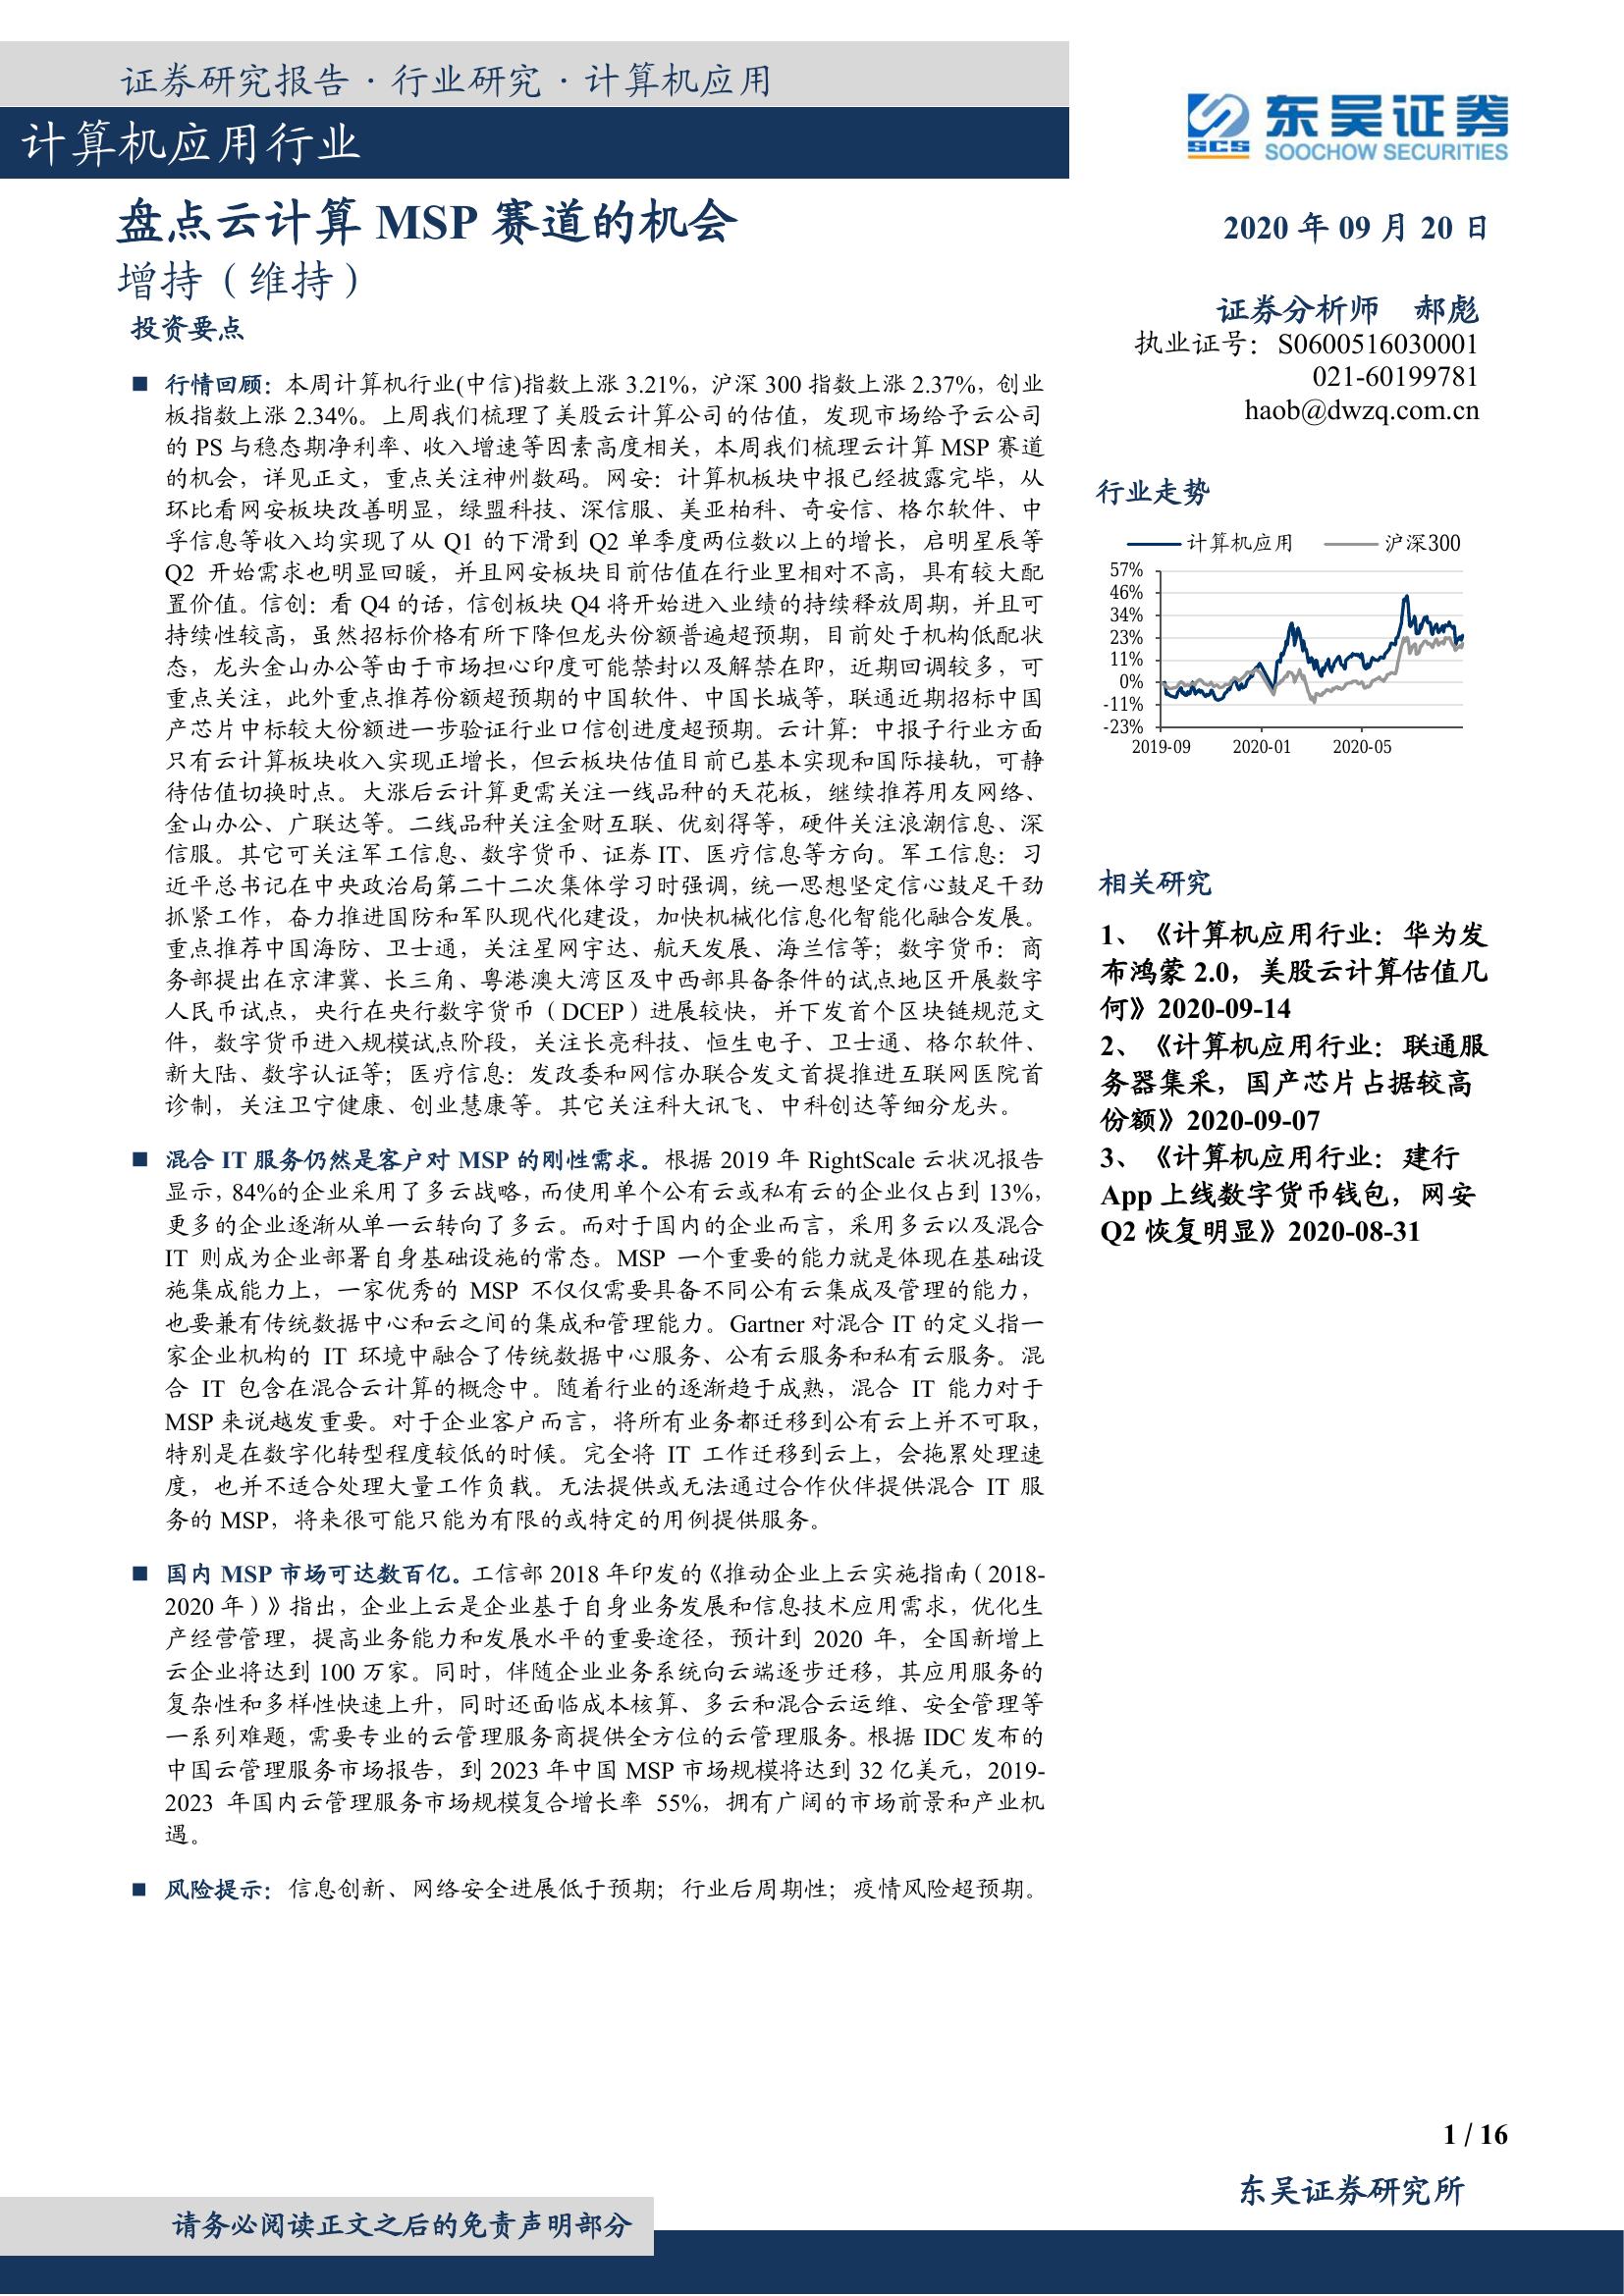 证券研究报告·行业研究·计算机应用
计算机应用行业
东吴证券
SCS
SOOCHOW SECURITIES
盘点云计算 MSP 赛道的机会
增持（维持）
投资要点
■ 行情回顾：本周计算机行业(中信)指数上涨 3.21%，沪深 300 指数上涨 2.37%，创业
板指数上涨 2.34%。上周我们梳理了美股云计算公司的估值，发现市场给予云公司
的 PS 与稳态期净利率、收入增速等因素高度相关，本周我们梳理云计算 MSP 赛道
的机会，详见正文，重点关注神州数码。网安：计算机板块中报已经披露完毕，从
环比看网安板块改善明显，绿盟科技、深信服、美亚柏科、奇安信、格尔软件、中
孚信息等收入均实现了从 Q1 的下滑到 Q2 单季度两位数以上的增长，启明星辰等
Q2 开始需求也明显回暖，并且网安板块目前估值在行业里相对不高，具有较大配
置价值。信创：看 Q4 的话，信创板块 Q4 将开始进入业绩的持续释放周期，并且可
持续性较高，虽然招标价格有所下降但龙头份额普遍超预期，目前处于机构低配状
态，龙头金山办公等由于市场担心印度可能禁封以及解禁在即，近期回调较多，可
重点关注，此外重点推荐份额超预期的中国软件、中国长城等，联通近期招标中国
产芯片中标较大份额进一步验证行业口信创进度超预期。云计算：中报子行业方面
只有云计算板块收入实现正增长，但云板块估值目前已基本实现和国际接轨，可静
待估值切换时点。大涨后云计算更需关注一线品种的天花板，继续推荐用友网络、
金山办公、广联达等。二线品种关注金财互联、优刻得等，硬件关注浪潮信息、深
信服。其它可关注军工信息、数字货币、证券 IT、医疗信息等方向。军工信息：习
近平总书记在中央政治局第二十二次集体学习时强调，统一思想坚定信心鼓足干劲
抓紧工作，奋力推进国防和军队现代化建设，加快机械化信息化智能化融合发展。
重点推荐中国海防、卫士通，关注星网宇达、航天发展、海兰信等；数字货币：商
务部提出在京津冀、长三角、粤港澳大湾区及中西部具备条件的试点地区开展数字
人民币试点，央行在央行数字货币（DCEP）进展较快，并下发首个区块链规范文
件，数字货币进入规模试点阶段，关注长亮科技、恒生电子、卫士通、格尔软件、
新大陆、数字认证等；医疗信息：发改委和网信办联合发文首提推进互联网医院首
诊制，关注卫宁健康、创业慧康等。其它关注科大讯飞、中科创达等细分龙头。
■ 混合 IT 服务仍然是客户对 MSP 的刚性需求。根据 2019 年 RightScale 云状况报告
显示，84%的企业采用了多云战略，而使用单个公有云或私有云的企业仅占到 13%，
更多的企业逐渐从单一云转向了多云。而对于国内的企业而言，采用多云以及混合
IT 则成为企业部署自身基础设施的常态。MSP 一个重要的能力就是体现在基础设
施集成能力上，一家优秀的 MSP 不仅仅需要具备不同公有云集成及管理的能力，
也要兼有传统数据中心和云之间的集成和管理能力。Gartner 对混合 IT 的定义指一
家企业机构的 IT 环境中融合了传统数据中心服务、公有云服务和私有云服务。混
合 IT 包含在混合云计算的概念中。随着行业的逐渐趋于成熟，混合 IT 能力对于
MSP 来说越发重要。对于企业客户而言，将所有业务都迁移到公有云上并不可取，
特别是在数字化转型程度较低的时候。完全将 IT 工作迁移到云上，会拖累处理速
度，也并不适合处理大量工作负载。无法提供或无法通过合作伙伴提供混合 IT 服
务的 MSP，将来很可能只能为有限的或特定的用例提供服务。
■ 国内 MSP 市场可达数百亿。工信部 2018 年印发的《推动企业上云实施指南（2018-
2020 年）》指出，企业上云是企业基于自身业务发展和信息技术应用需求，优化生
产经营管理，提高业务能力和发展水平的重要途径，预计到 2020 年，全国新增上
云企业将达到 100 万家。同时，伴随企业业务系统向云端逐步迁移，其应用服务的
复杂性和多样性快速上升，同时还面临成本核算、多云和混合云运维、安全管理等
一系列难题，需要专业的云管理服务商提供全方位的云管理服务。根据 IDC 发布的
中国云管理服务市场报告，到 2023 年中国 MSP 市场规模将达到 32 亿美元，2019-
2023 年国内云管理服务市场规模复合增长率 55%，拥有广阔的市场前景和产业机
遇。
■ 风险提示：信息创新、网络安全进展低于预期；行业后周期性；疫情风险超预期。
2020 年 09 月 20 日
证券分析师 郝彪
执业证号：S0600516030001
021-60199781
haob@dwzq.com.cn
行业走势
计算机应用 沪深300
57%
46%
34%
23%
11%
0%
-11%
-23%
2019-09 2020-01 2020-05
相关研究
1、《计算机应用行业：华为发
布鸿蒙 2.0，美股云计算估值几
何》2020-09-14
2、《计算机应用行业：联通服
务器集采，国产芯片占据较高
份额》2020-09-07
3、《计算机应用行业：建行
App 上线数字货币钱包，网安
Q2 恢复明显》2020-08-31
1 / 16
东吴证券研究所
请务必阅读正文之后的免责声明部分